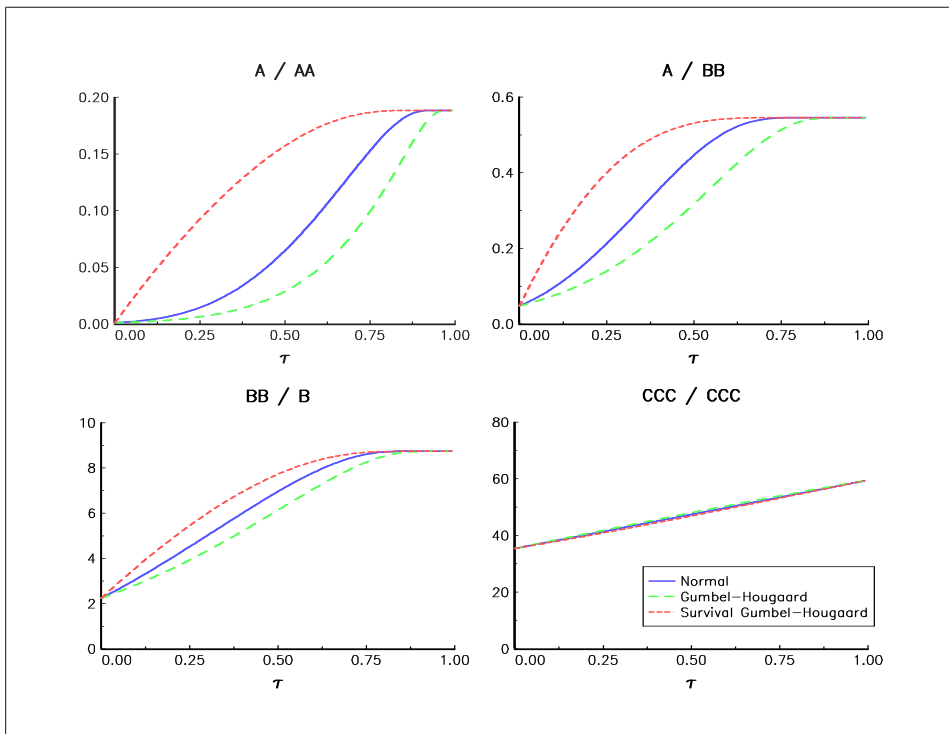 A / AA
0.20
0.15
0.10
0.05
0.00
0.00 0.25 0.50 0.75 1.00
τ
A / BB
0.6
0.4
0.2
0.0
0.00 0.25 0.50 0.75 1.00
τ
BB / B
10
8
6
4
2
0
0.00 0.25 0.50 0.75 1.00
τ
CCC / CCC
80
60
40
20
0
Normal
Gumbel-Hougaard
Survival Gumbel-Hougaard
0.00 0.25 0.50 0.75 1.00
τ